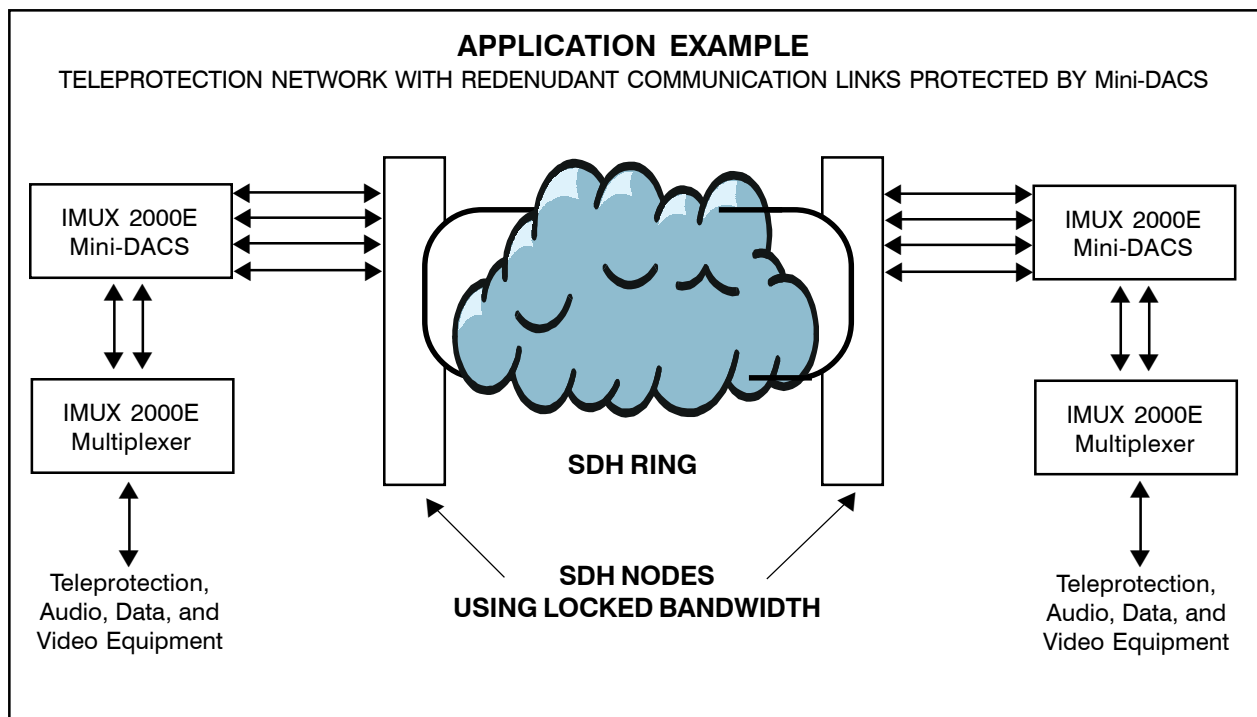 APPLICATION EXAMPLE
TELEPROTECTION NETWORK WITH REDENUDANT COMMUNICATION LINKS PROTECTED BY Mini-DACS
IMUX 2000E
Mini-DACS
IMUX 2000E
Multiplexer
Teleprotection,
Audio, Data, and
Video Equipment
SDH RING
SDH NODES
USING LOCKED BANDWIDTH
IMUX 2000E
Mini-DACS
IMUX 2000E
Multiplexer
Teleprotection,
Audio, Data, and
Video Equipment